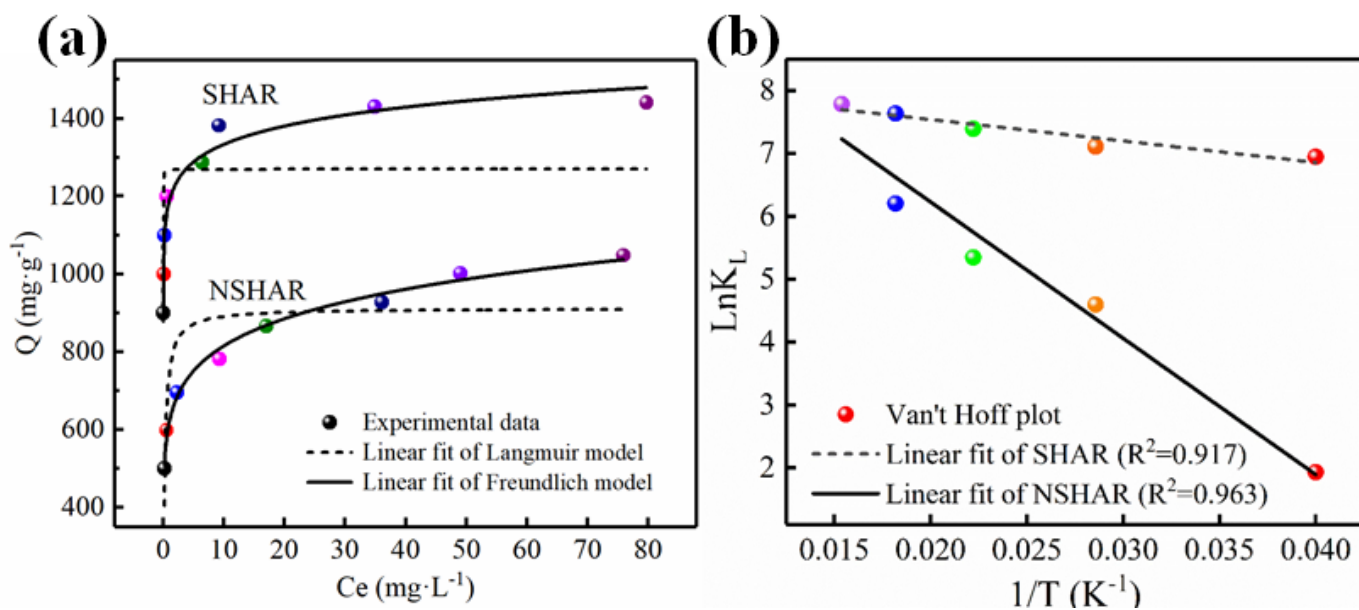 (a)
1400
1200
1000
800
600
400
Q (mg·g⁻¹)
SHAR
NSHAR
Experimental data
Linear fit of Langmuir model
Linear fit of Freundlich model
0 10 20 30 40 50 60 70 80
Ce (mg·L⁻¹)
(b)
8
7
6
5
4
3
2
LnK_L
Van't Hoff plot
Linear fit of SHAR (R²=0.917)
Linear fit of NSHAR (R²=0.963)
0.015 0.020 0.025 0.030 0.035 0.040
1/T (K⁻¹)